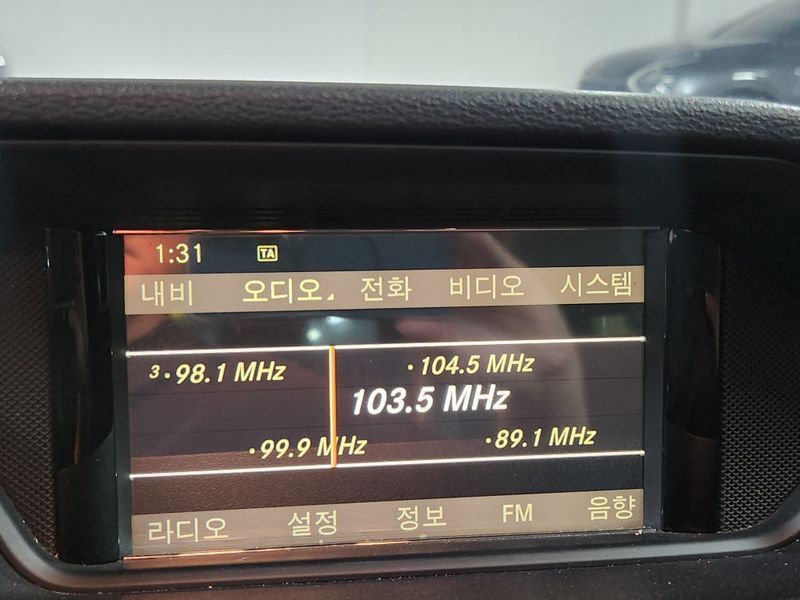 1:31 TA
내비 오디오 전화 비디오 시스템
3·98.1 MHz ·104.5 MHz
103.5 MHz
·99.9 MHz ·89.1 MHz
라디오 설정 정보 FM 음향